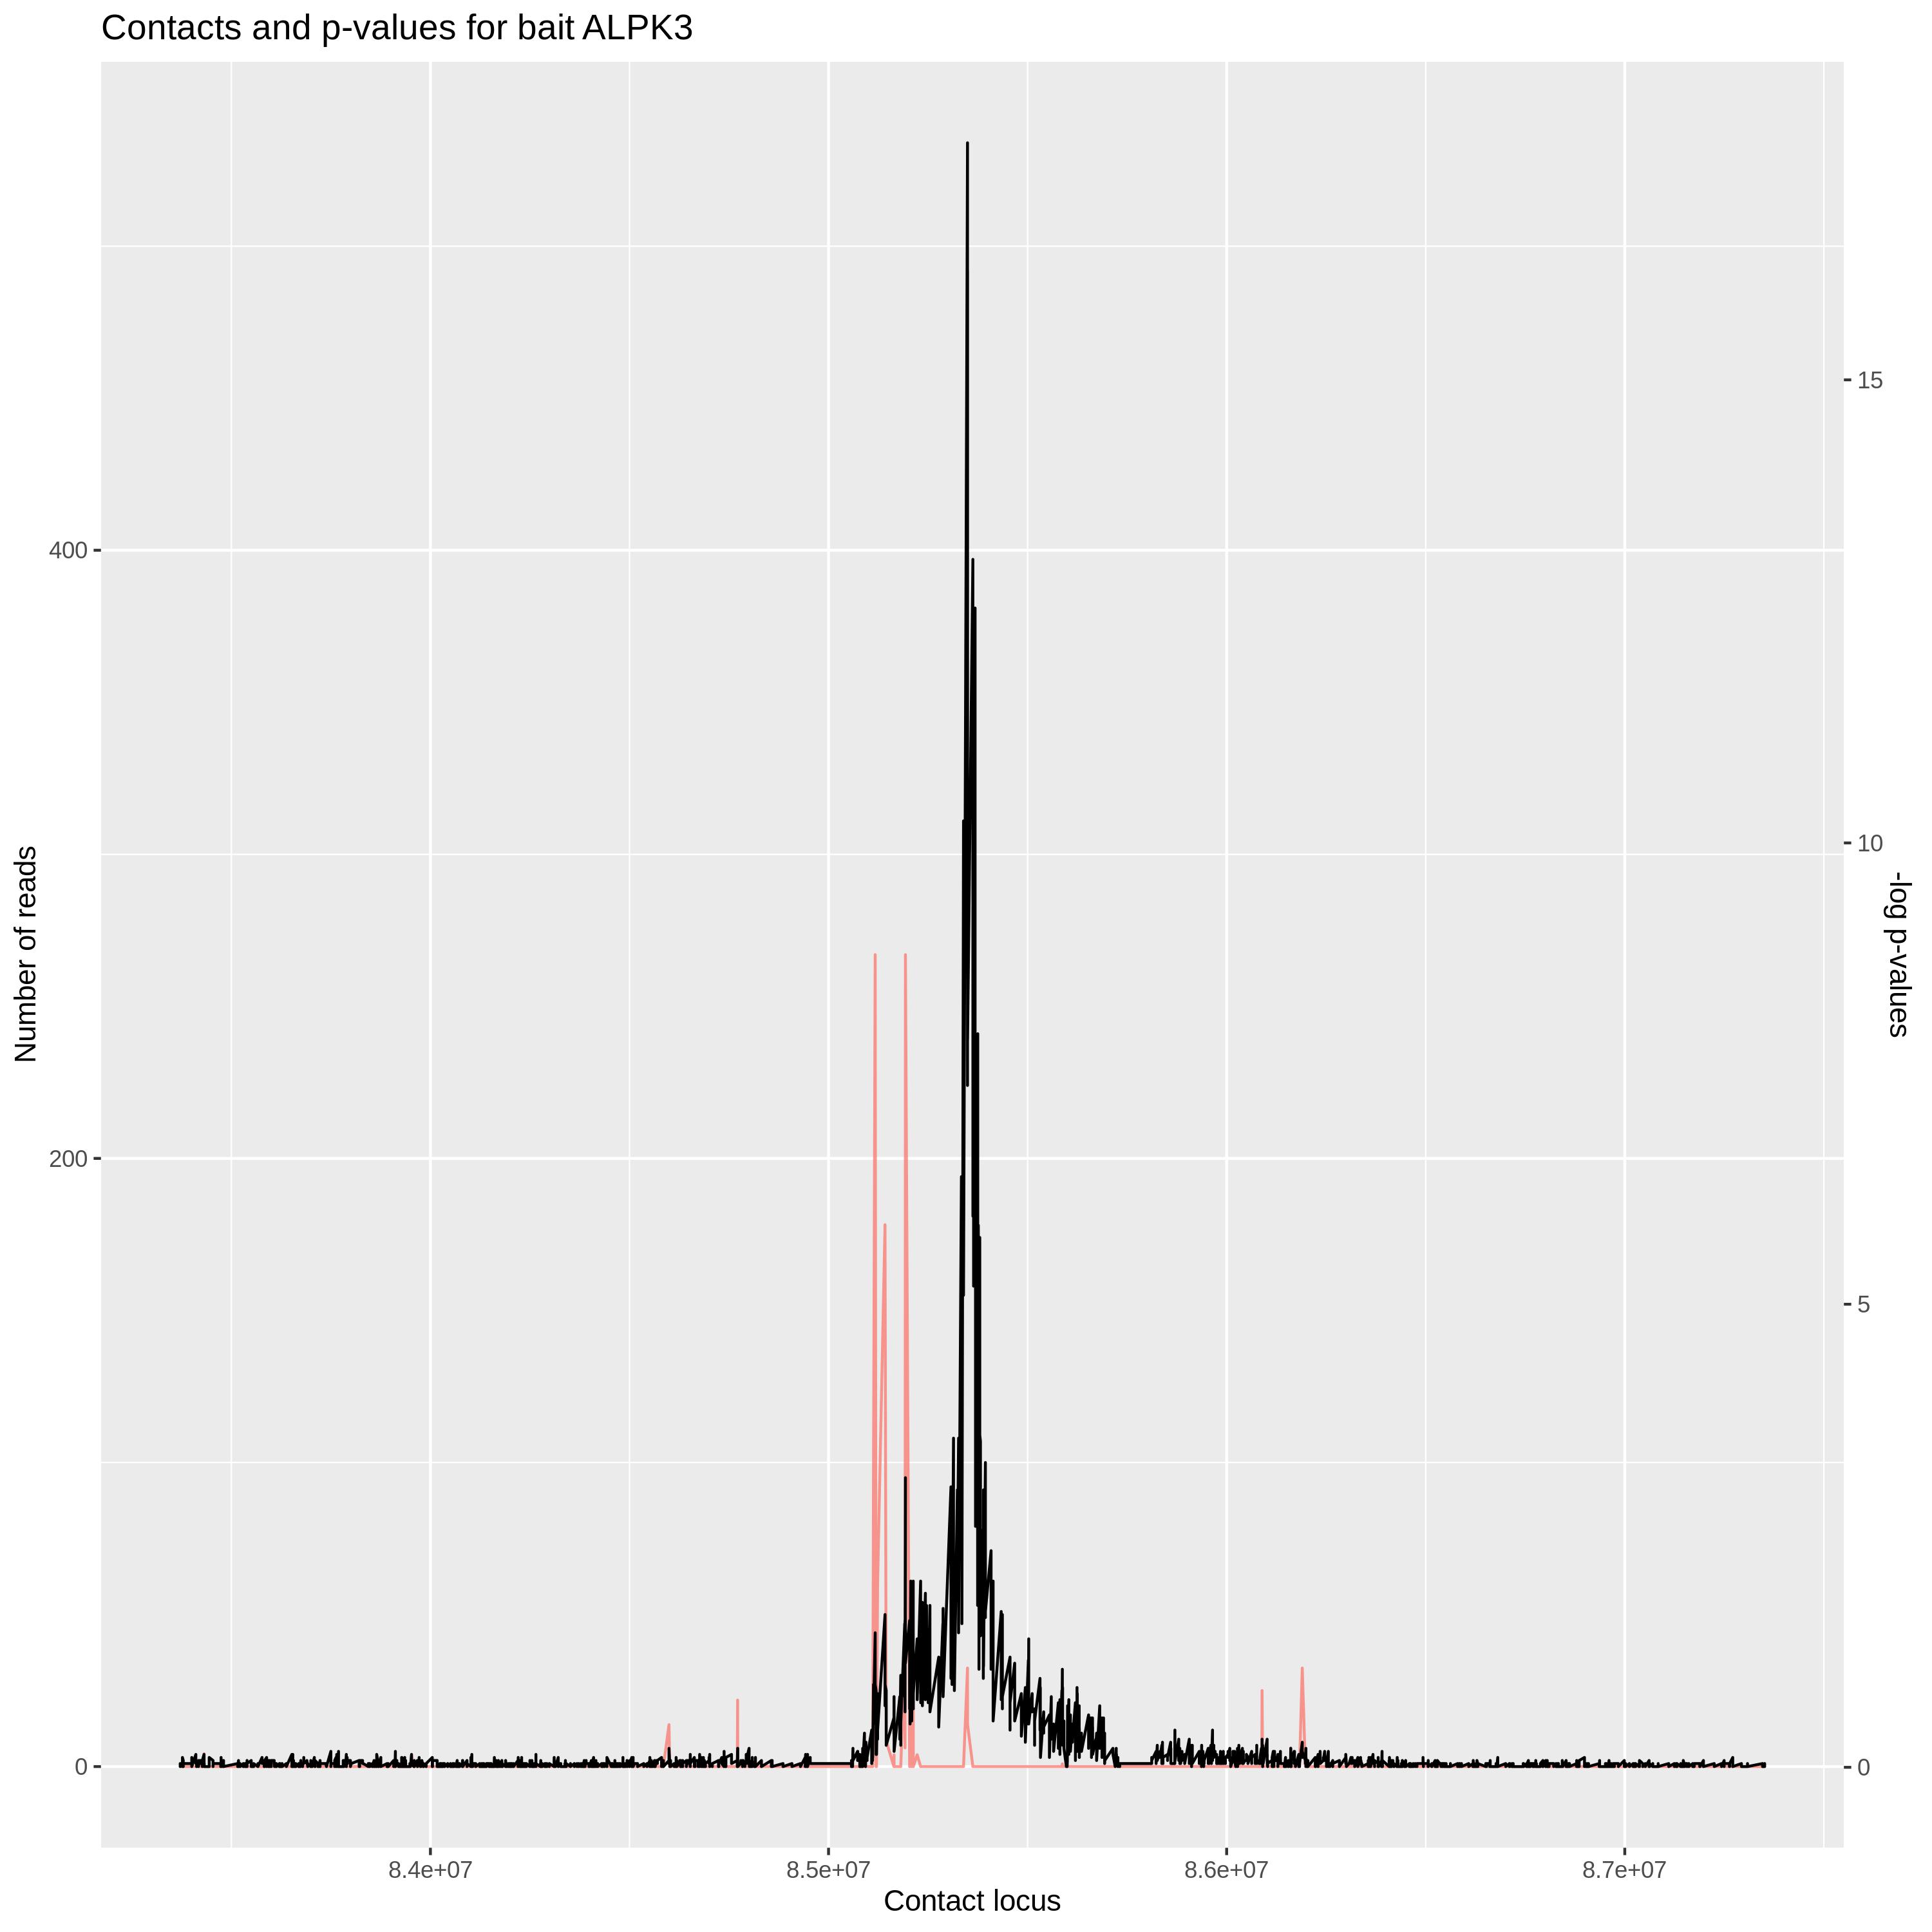 Contacts and p-values for bait ALPK3
Number of reads
400
200
0
15
10
5
0
-log p-values
8.4e+07
8.5e+07
8.6e+07
8.7e+07
Contact locus